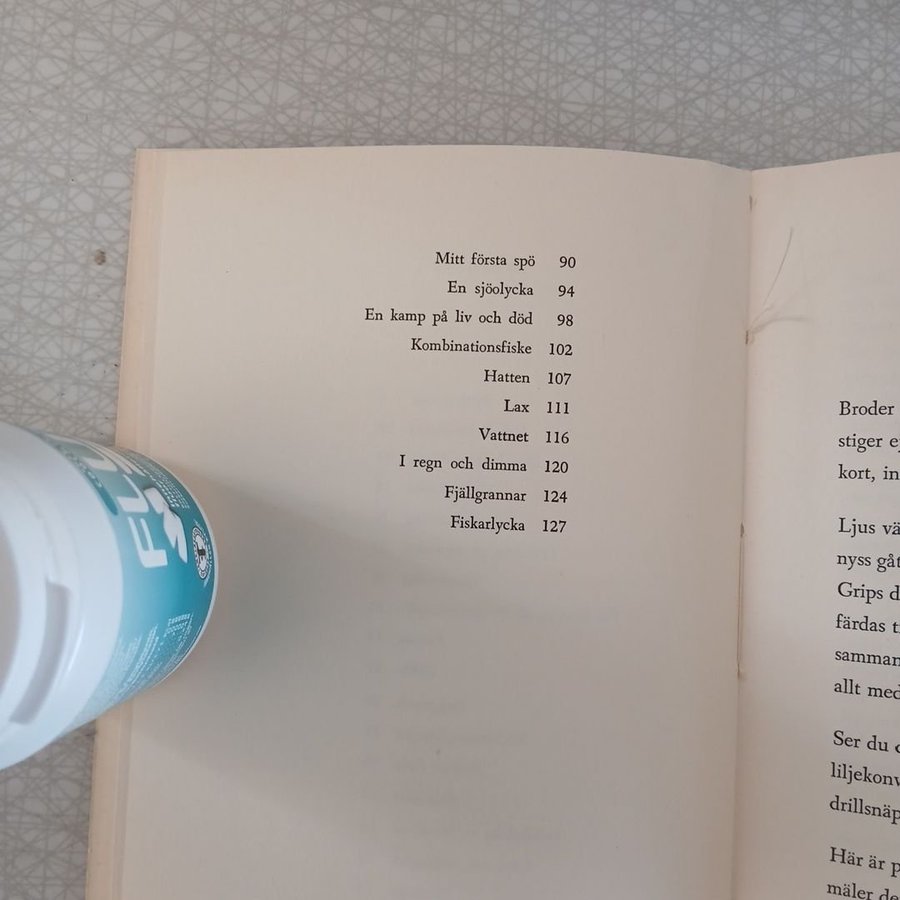 Mitt första spö 90
En sjöolycka 94
En kamp på liv och död 98
Kombinationsfiske 102
Hatten 107
Lax 111
Vattnet 116
I regn och dimma 120
Fjällgrannar 124
Fiskarlycka 127
Broder
stiger
kort, in
Ljus
nyss
Grips
färdas
allt
Ser du
Här är
mäler